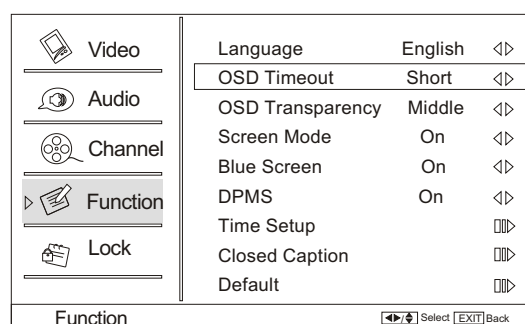 Video
Audio
Channel
Function
Lock
Language English
OSD Timeout Short
OSD Transparency Middle
Screen Mode On
Blue Screen On
DPMS On
Time Setup
Closed Caption
Default
Function Select EXIT Back